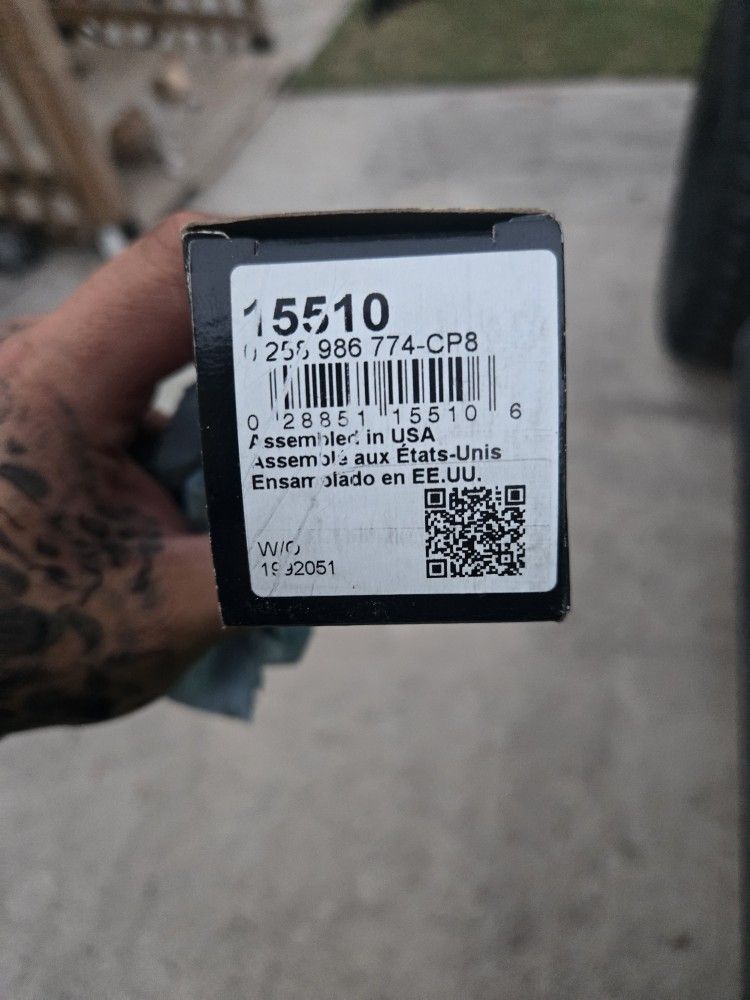 15510
0 258 986 774-CP8
0 28851 15510 6
Assembled in USA
Assemblé aux États-Unis
Ensamblado en EE.UU.
W/O
1992051